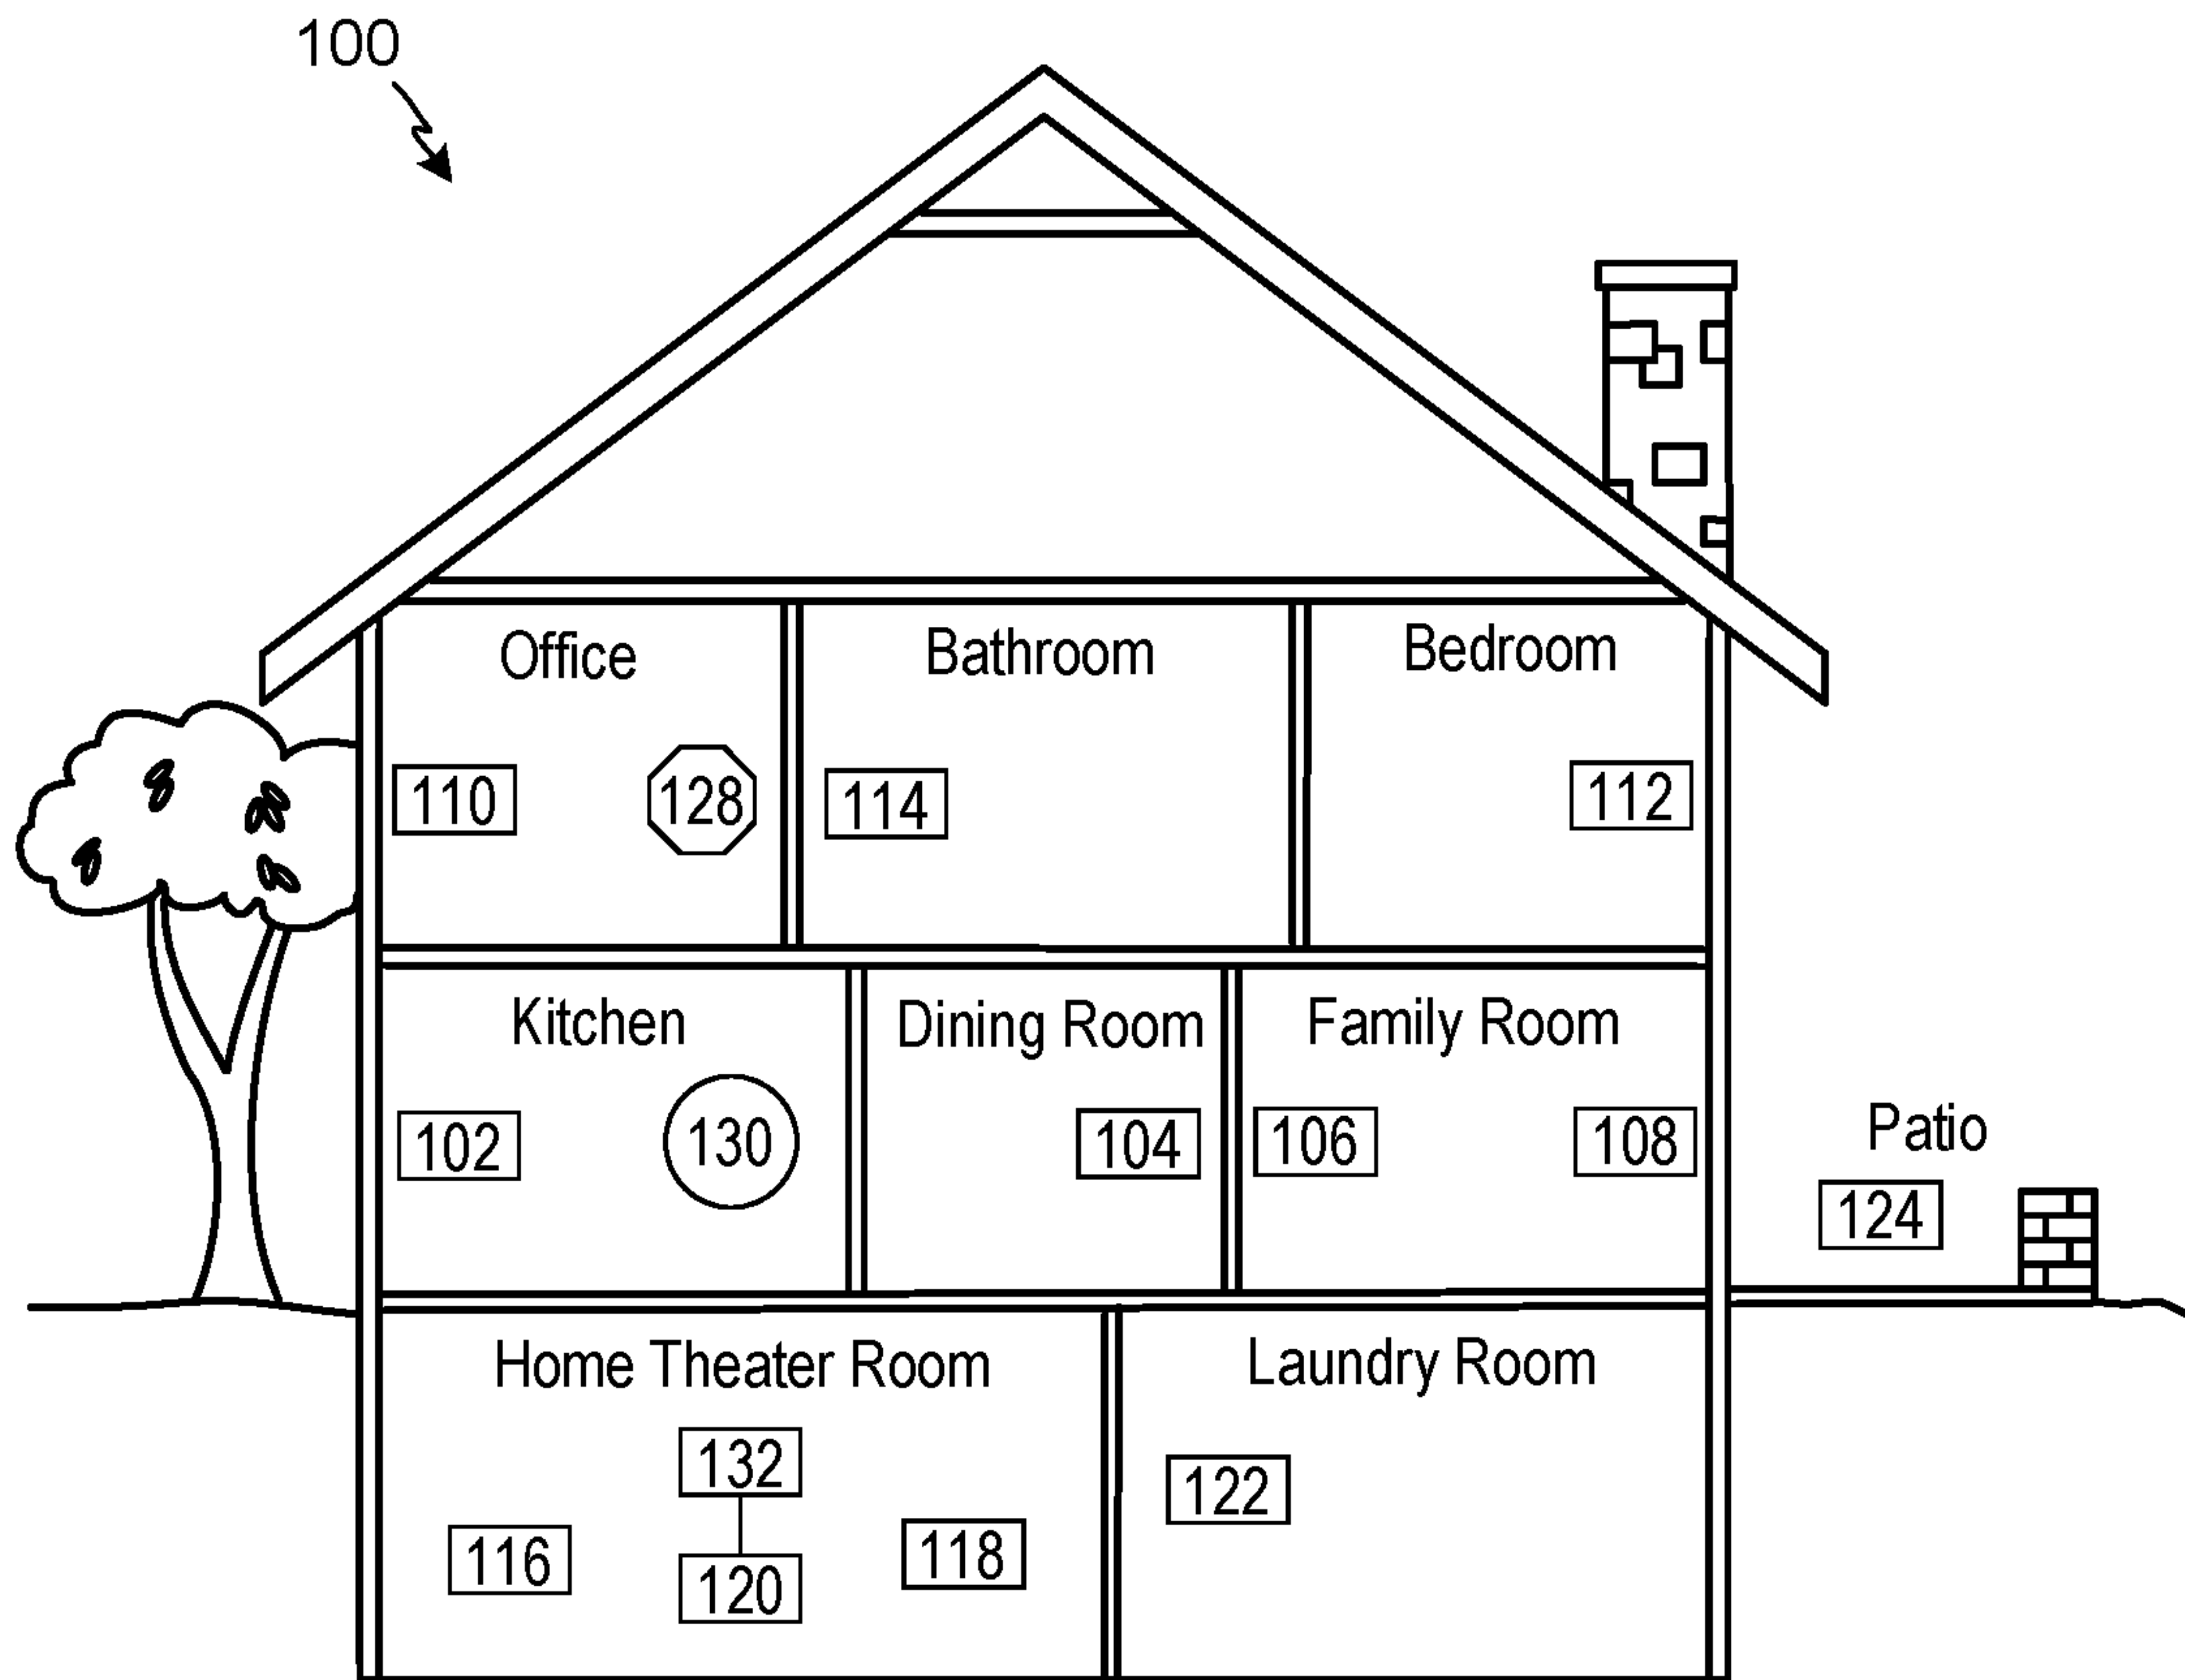 100
Office
Bathroom
Bedroom
110
128
114
112
Kitchen
Dining Room
Family Room
102
130
104
106
108
Patio
124
Home Theater Room
Laundry Room
132
122
116
118
120